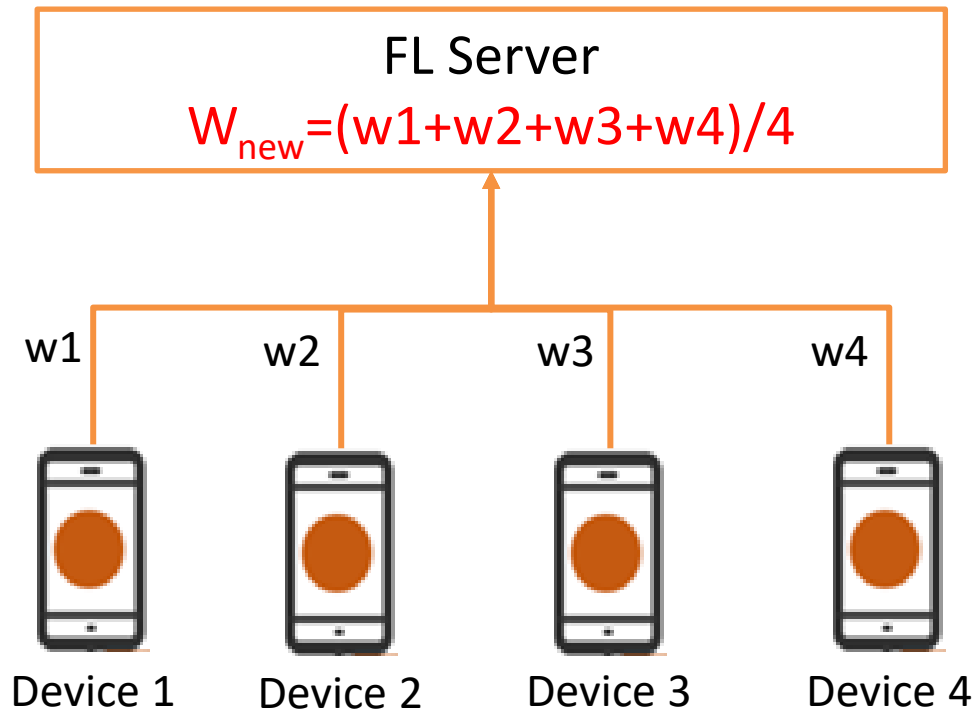 FL Server
Wnew=(w1+w2+w3+w4)/4
w1
w2
w3
w4
Device 1
Device 2
Device 3
Device 4